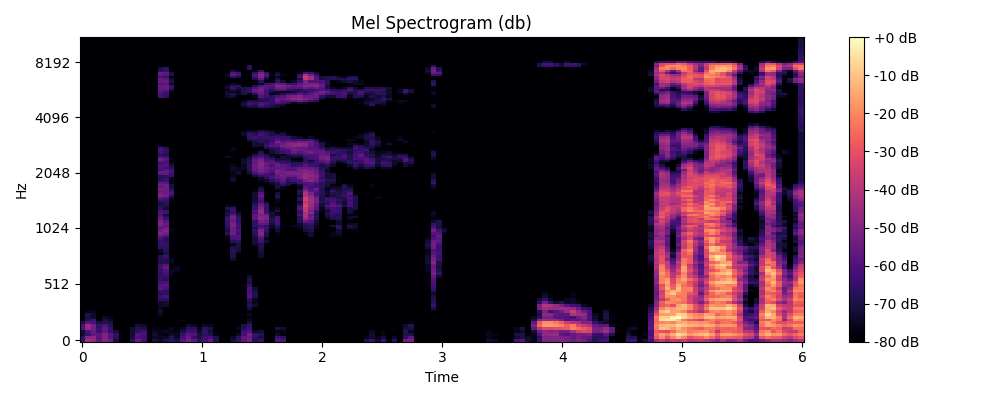 Mel Spectrogram (db)
+0 dB
8192
-10 dB
4096
-20 dB
-30 dB
2048
Hz
-40 dB
1024
-50 dB
512
-60 dB
-70 dB
0
-80 dB
0 1 2 3 4 5 6
Time